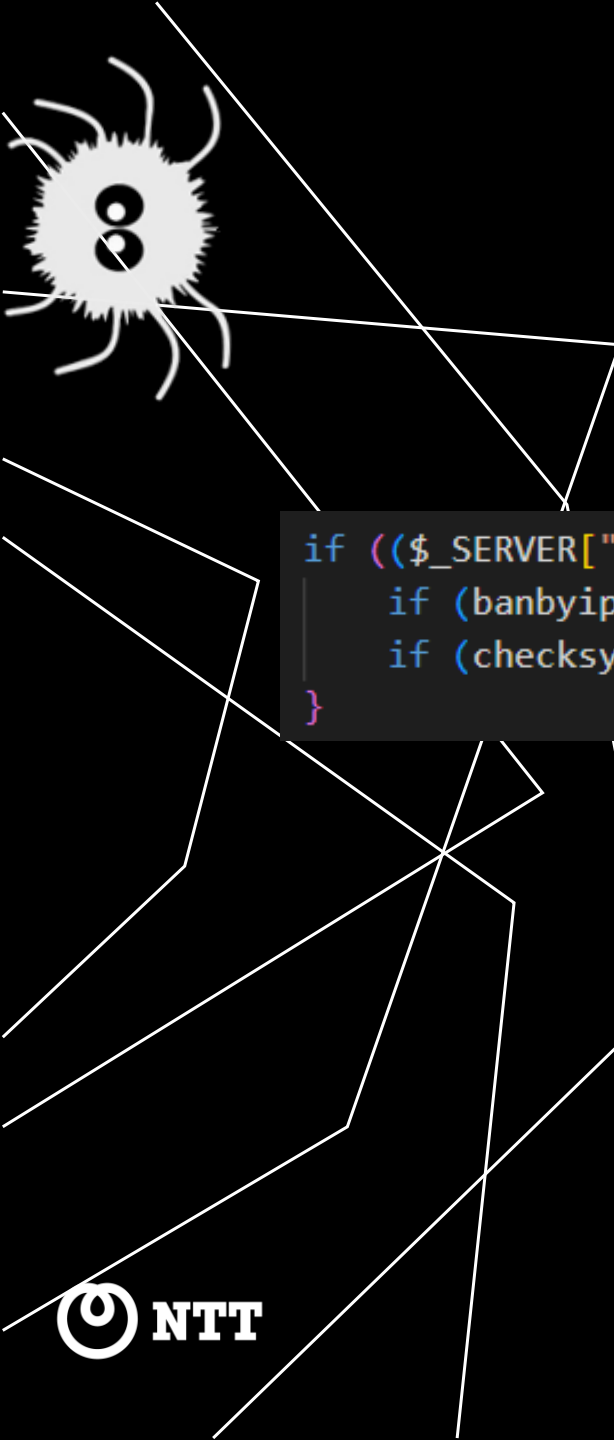 if (($_SERVER["
if (banbyip
if (checksy
}
NTT